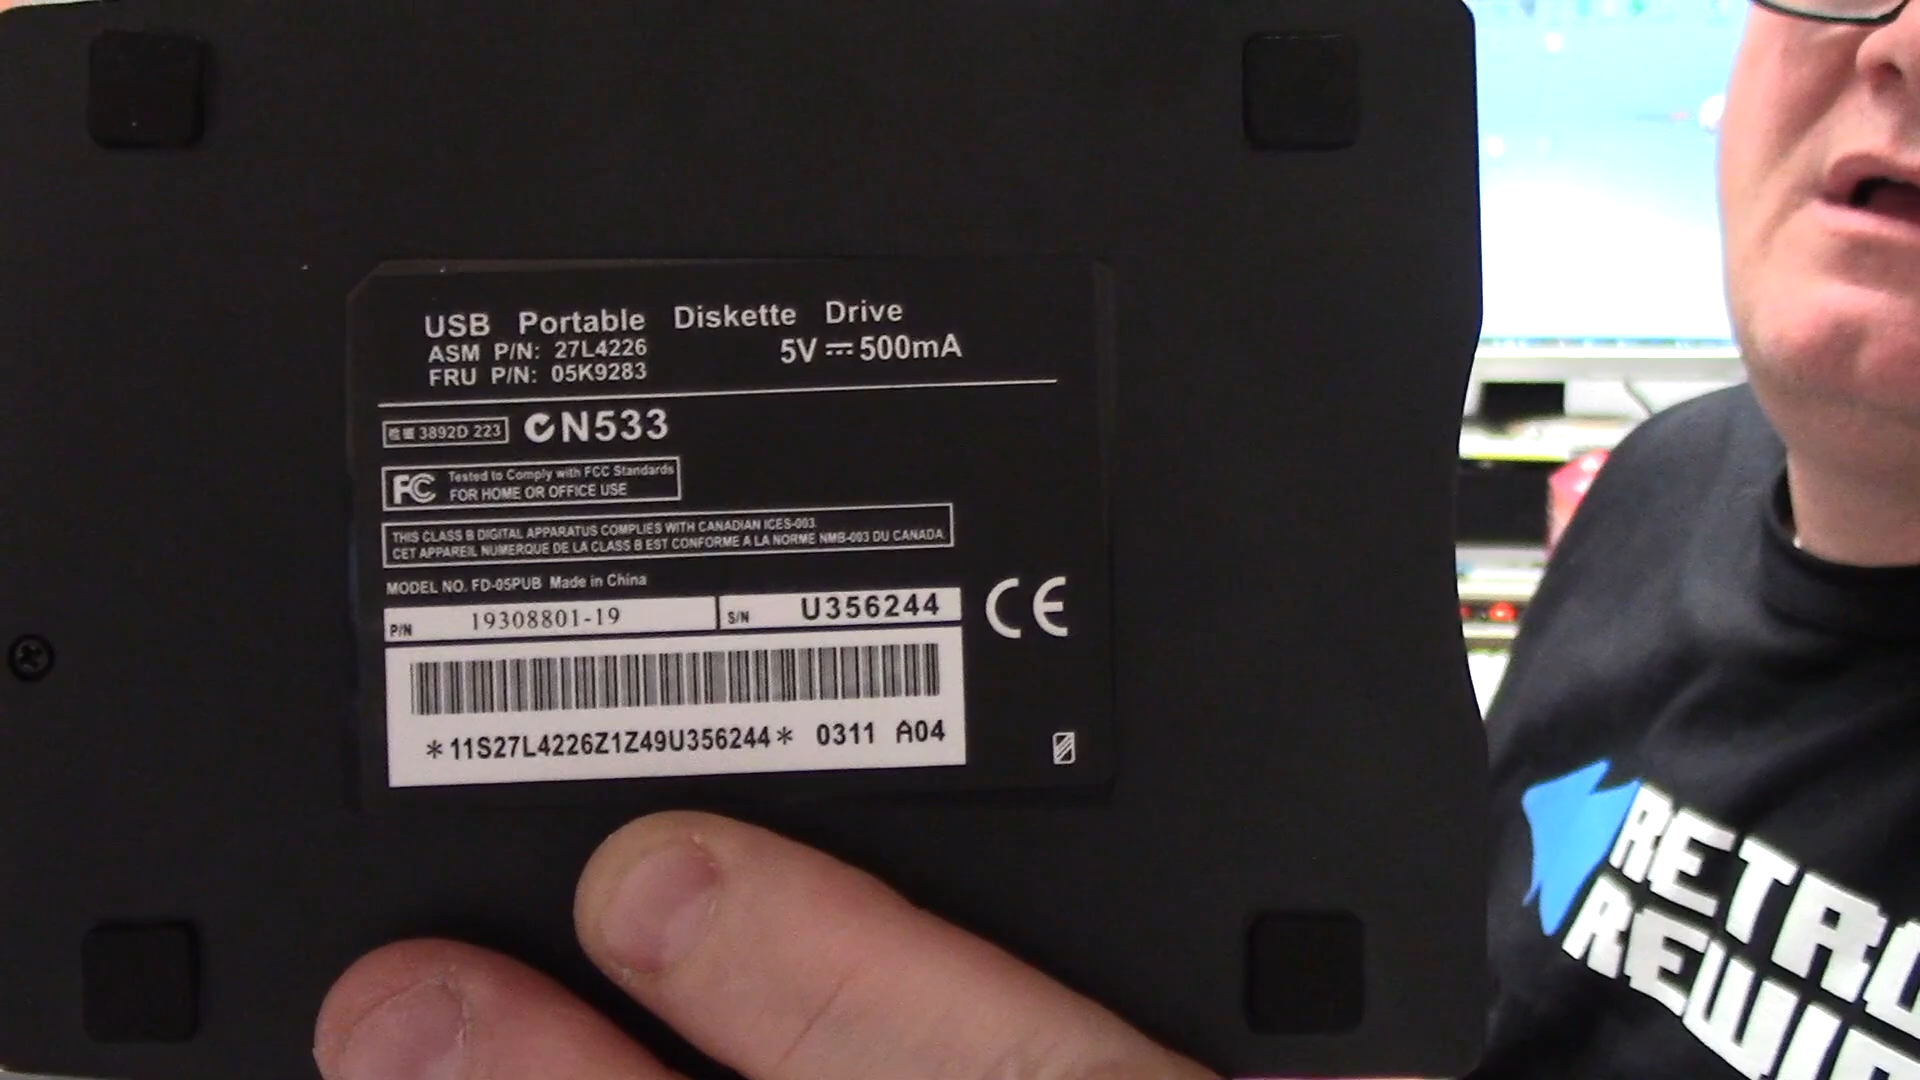 USB Portable Diskette Drive
ASM P/N: 27L4226
5V ⎓ 500mA
FRU P/N: 05K9283
3892D 223
N533
FC Tested to Comply with FCC Standards
FOR HOME OR OFFICE USE
THIS CLASS B DIGITAL APPARATUS COMPLIES WITH CANADIAN ICES-003
CET APPAREIL NUMERQUE DE LA CLASS B EST CONFORME A LA NORME NMB-003 DU CANADA.
MODEL NO. FD-05PUB Made in China
P/N 19308801-19
S/N U356244
CE
*11S27L4226Z1Z49U356244* 0311 A04
RETRO